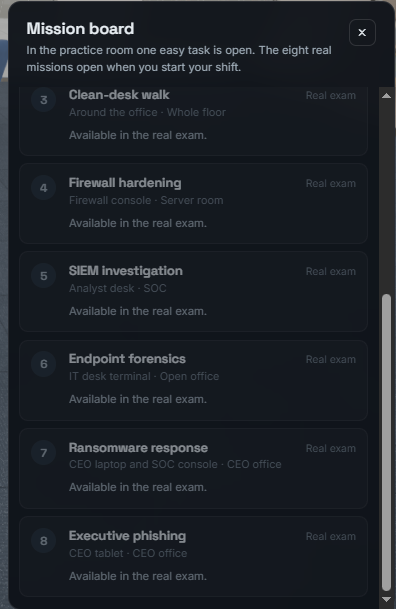 Mission board
In the practice room one easy task is open. The eight real
missions open when you start your shift.
3
Clean-desk walk
Real exam
Around the office · Whole floor
Available in the real exam.
4
Firewall hardening
Real exam
Firewall console · Server room
Available in the real exam.
5
SIEM investigation
Real exam
Analyst desk · SOC
Available in the real exam.
6
Endpoint forensics
Real exam
IT desk terminal · Open office
Available in the real exam.
7
Ransomware response
Real exam
CEO laptop and SOC console · CEO office
Available in the real exam.
8
Executive phishing
Real exam
CEO tablet · CEO office
Available in the real exam.